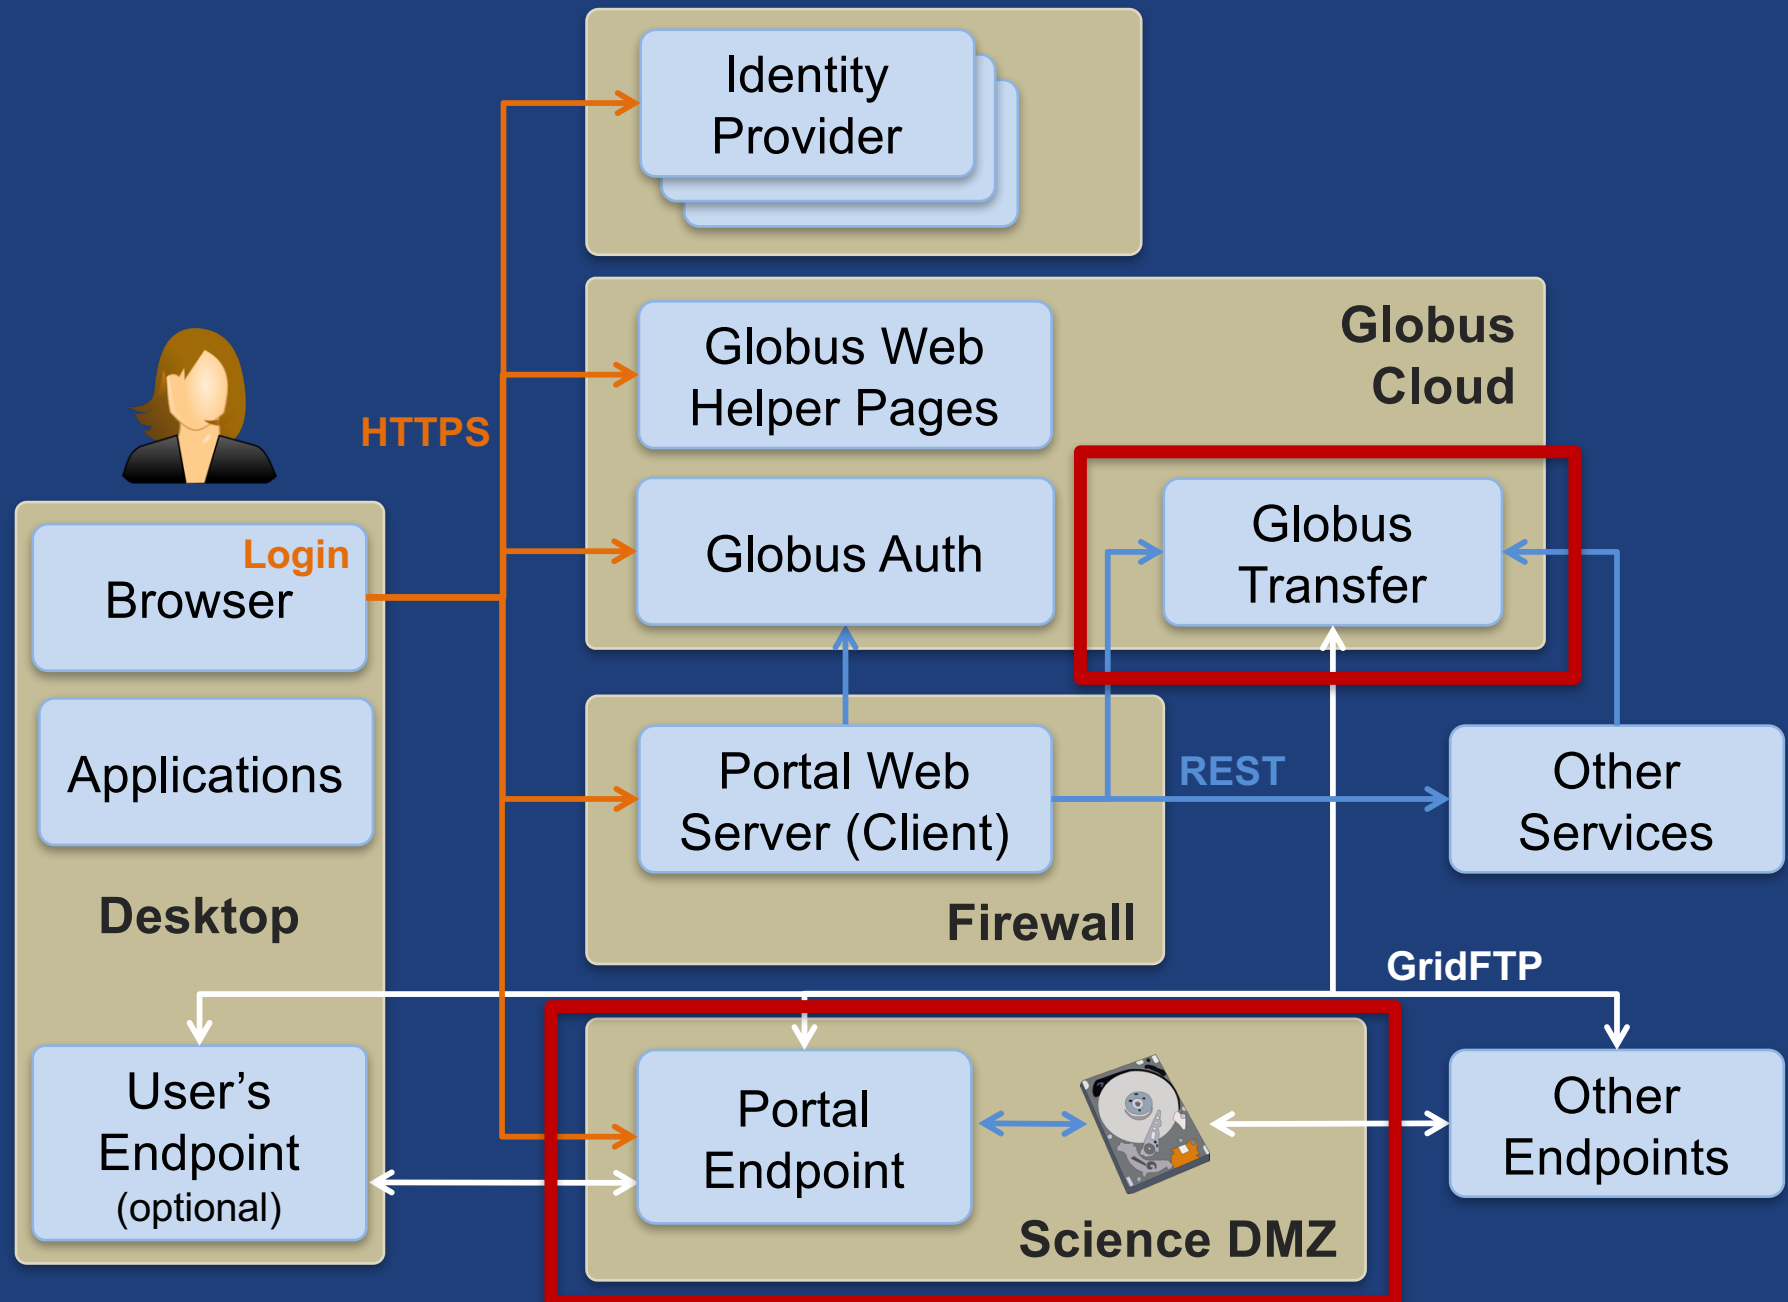 Identity
Provider
Globus Web
Helper Pages
Globus
Cloud
HTTPS
Login
Browser
Globus Auth
Globus
Transfer
Applications
Desktop
Portal Web
Server (Client)
REST
Other
Services
Firewall
GridFTP
User’s
Endpoint
(optional)
Portal
Endpoint
Science DMZ
Other
Endpoints